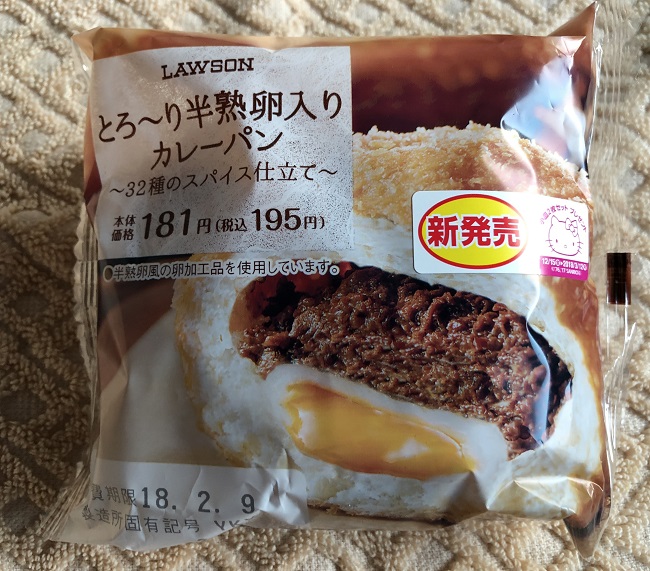 LAWSON
とろ〜り半熟卵入り
カレーパン
〜32種のスパイス仕立て〜
本体価格 181円(税込195円)
●半熟卵風の卵加工品を使用しています。
新発売
期限 18. 2. 9
製造所固有記号